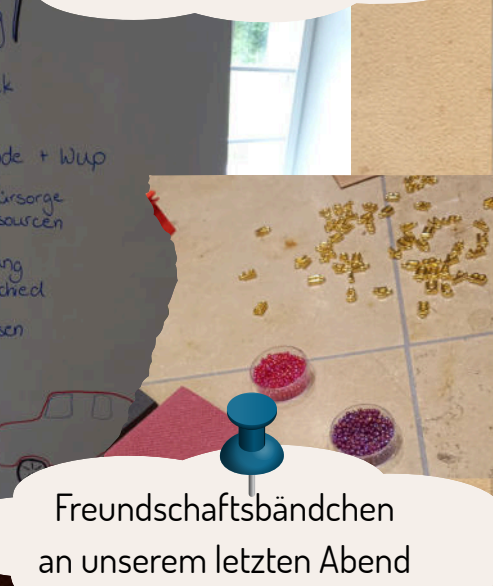 k
de + Wup
ürsorge
sourcen
ng
chied
sen
Freundschaftsbändchen
an unserem letzten Abend